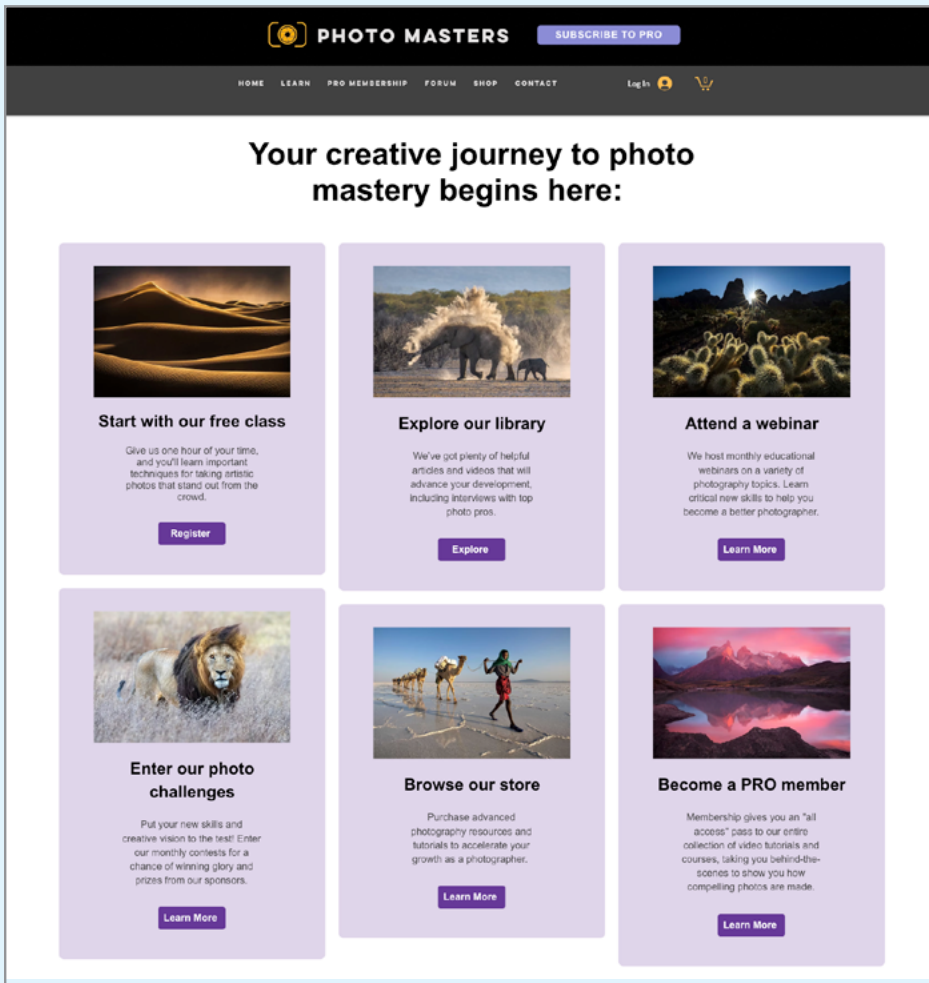 PHOTO MASTERS
SUBSCRIBE TO PRO
HOME LEARN PRO MEMBERSHIP FORUM SHOP CONTACT Log In 0
Your creative journey to photo
mastery begins here:
Start with our free class
Give us one hour of your time,
and you'll learn important
techniques for taking artistic
photos that stand out from the
crowd.
Register
Explore our library
We've got plenty of helpful
articles and videos that will
advance your development,
including interviews with top
photo pros.
Explore
Attend a webinar
We host monthly educational
webinars on a variety of
photography topics. Learn
critical new skills to help you
become a better photographer.
Learn More
Enter our photo
challenges
Put your new skills and
creative vision to the test! Enter
our monthly contests for a
chance of winning glory and
prizes from our sponsors.
Learn More
Browse our store
Purchase advanced
photography resources and
tutorials to accelerate your
growth as a photographer.
Learn More
Become a PRO member
Membership gives you an "all
access" pass to our entire
collection of video tutorials and
courses, taking you behind-the-
scenes to show you how
compelling photos are made.
Learn More